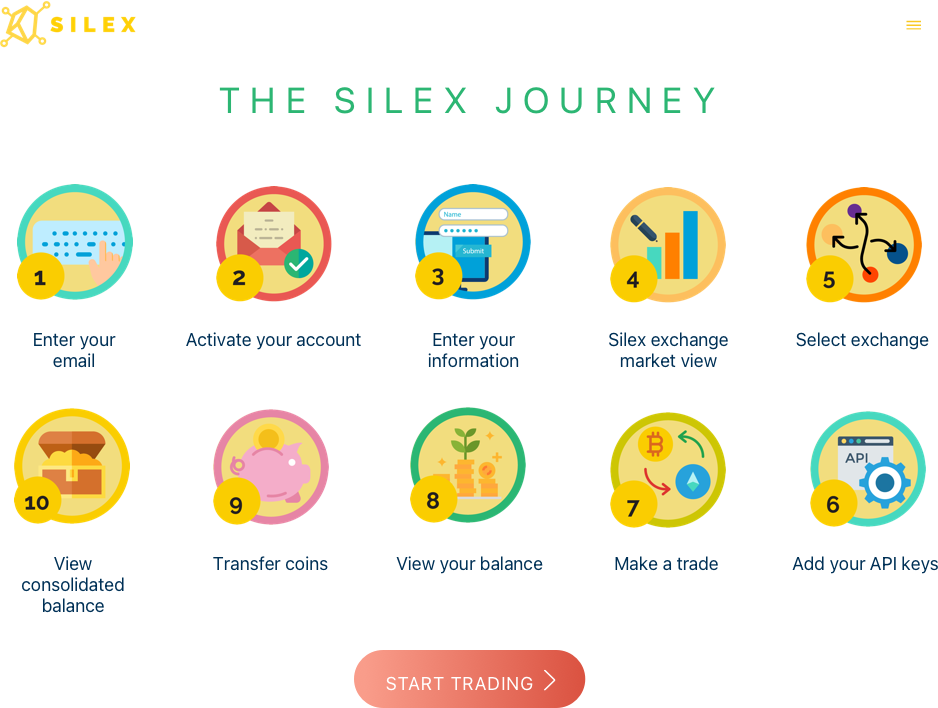 SILEX
THE SILEX JOURNEY
1
Enter your
email
2
Activate your account
Name
Submit
3
Enter your
information
4
Silex exchange
market view
5
Select exchange
10
View
consolidated
balance
9
Transfer coins
8
View your balance
7
Make a trade
API
6
Add your API keys
START TRADING